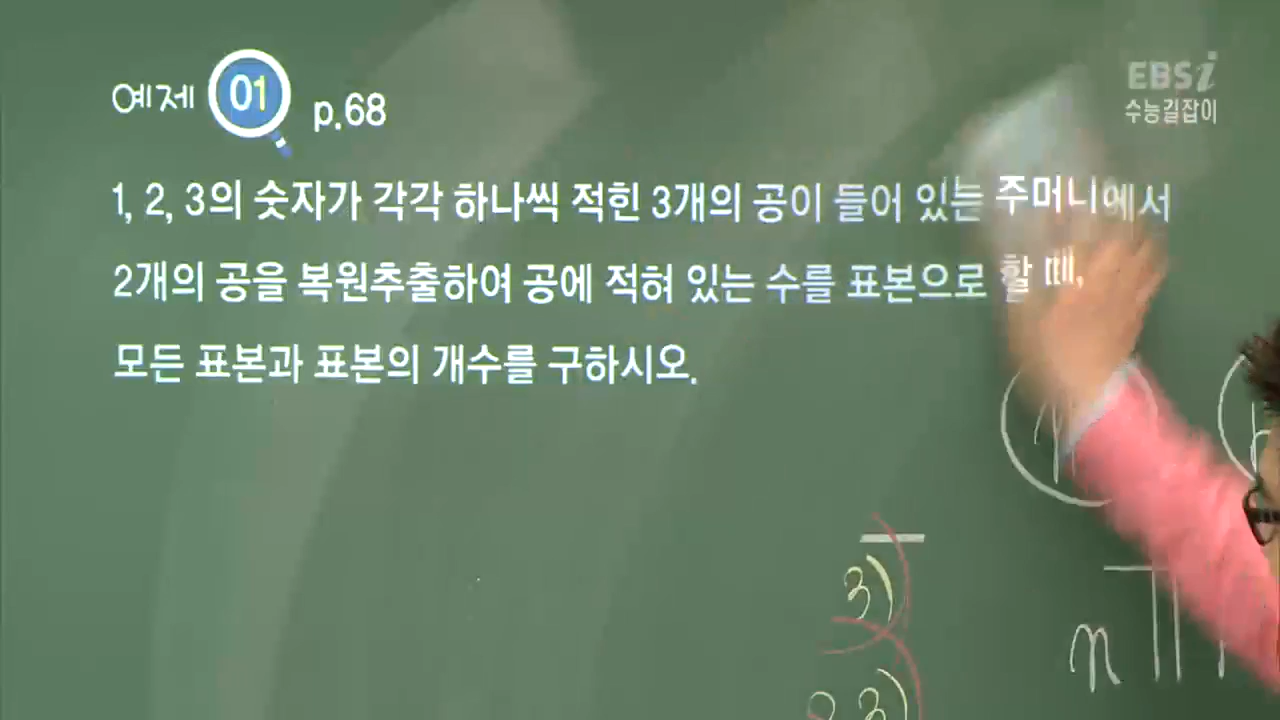 예제 01 p.68
EBSi
수능길잡이
1, 2, 3의 숫자가 각각 하나씩 적힌 3개의 공이 들어 있는 주머니에서
2개의 공을 복원추출하여 공에 적혀 있는 수를 표본으로 할 때,
모든 표본과 표본의 개수를 구하시오.
3)
n
2 3)